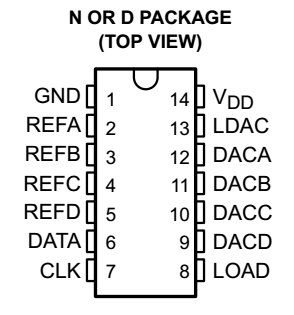 N OR D PACKAGE
(TOP VIEW)
GND 1 14 VDD
REFA 2 13 LDAC
REFB 3 12 DACA
REFC 4 11 DACB
REFD 5 10 DACC
DATA 6 9 DACD
CLK 7 8 LOAD